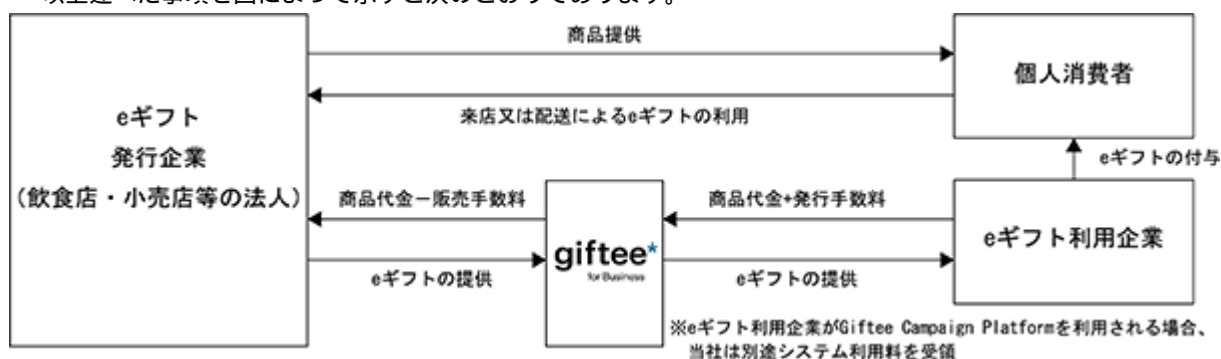 商品提供
個人消費者
来店又は配送によるeギフトの利用
eギフト
発行企業
(飲食店・小売店等の法人)
eギフトの付与
商品代金－販売手数料
商品代金+発行手数料
giftee*
for Business
eギフト利用企業
eギフトの提供
eギフトの提供
※eギフト利用企業がGiftee Campaign Platformを利用される場合、
当社は別途システム利用料を受領